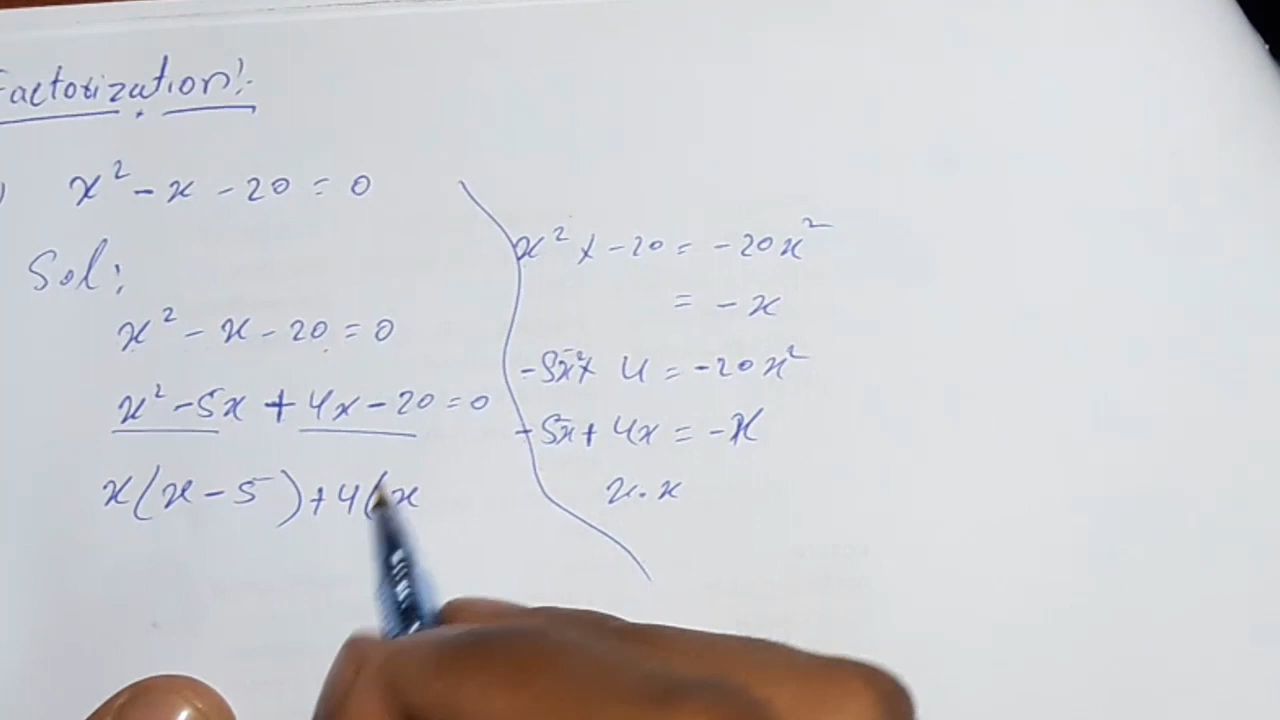 Factorization:-
) x² - x - 20 = 0
Sol:
x² - x - 20 = 0
x² - 5x + 4x - 20 = 0
x(x - 5) + 4(x
x² × -20 = -20x²
= -x
-5x × 4 = -20x²
-5x + 4x = -x
x · x